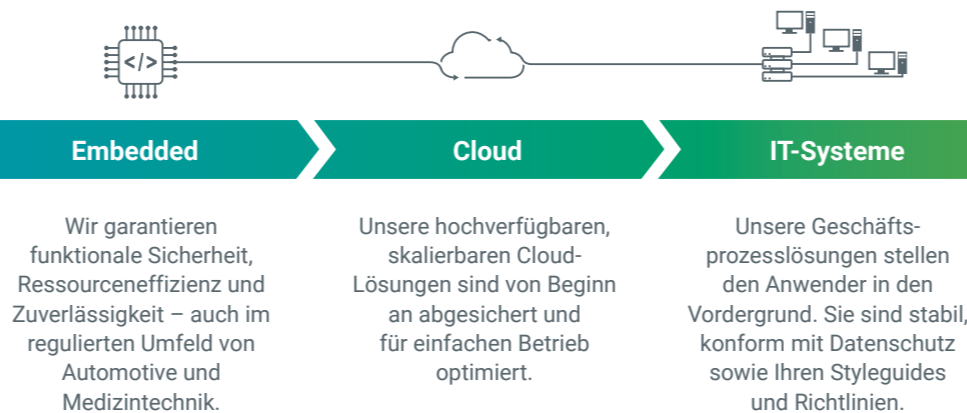 </>
Embedded
Cloud
IT-Systeme
Wir garantieren
funktionale Sicherheit,
Ressourceneffizienz und
Zuverlässigkeit – auch im
regulierten Umfeld von
Automotive und
Medizintechnik.
Unsere hochverfügbaren,
skalierbaren Cloud-
Lösungen sind von Beginn
an abgesichert und
für einfachen Betrieb
optimiert.
Unsere Geschäfts-
prozesslösungen stellen
den Anwender in den
Vordergrund. Sie sind stabil,
konform mit Datenschutz
sowie Ihren Styleguides
und Richtlinien.